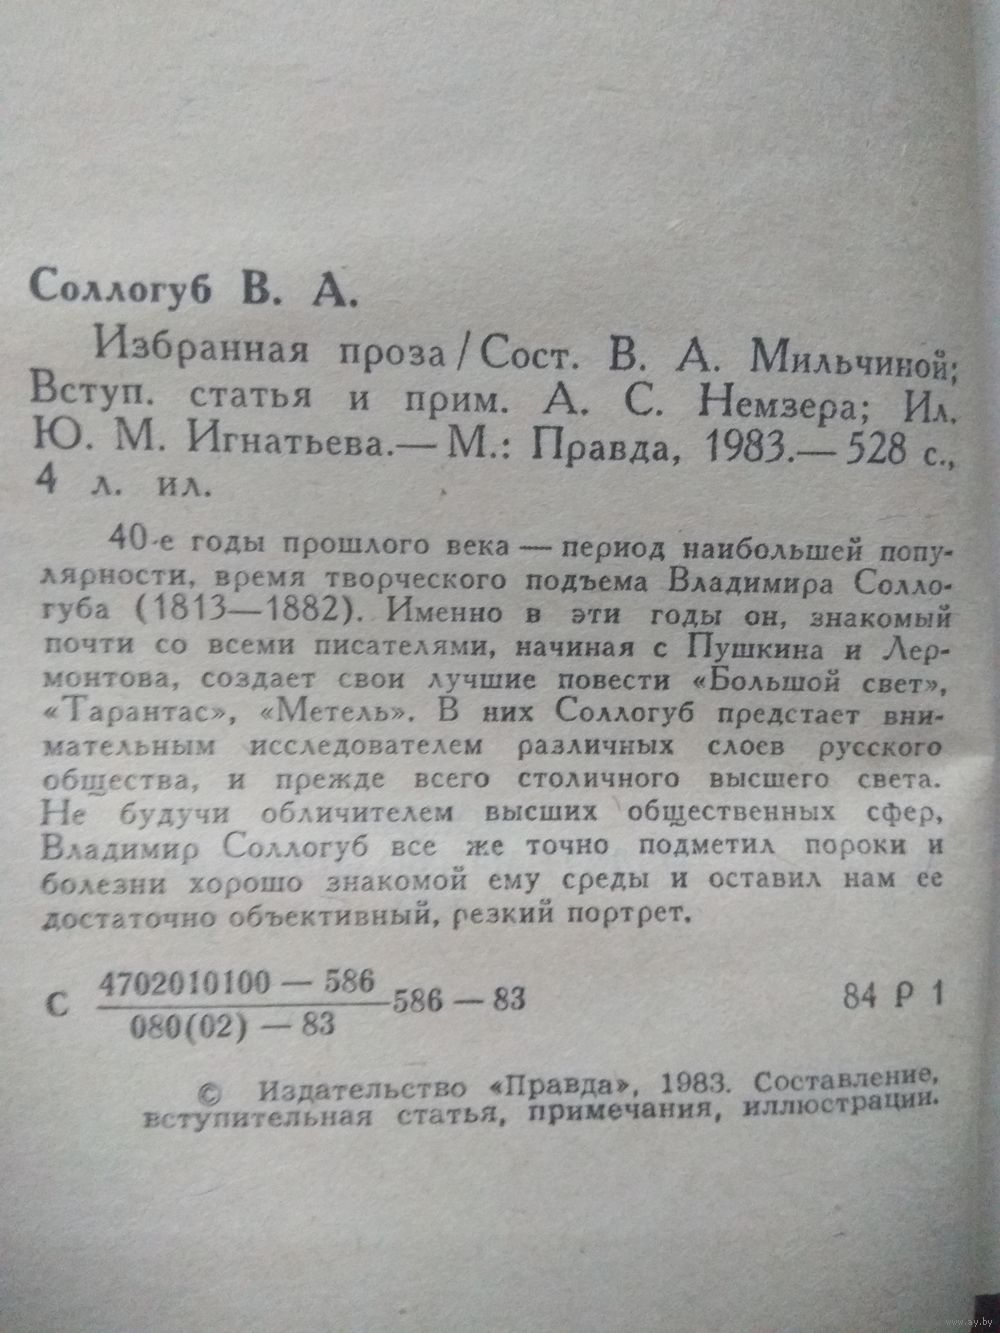 Соллогуб В. А.
Избранная проза / Сост. В. А. Мильчиной;
Вступ. статья и прим. А. С. Немзера; Ил.
Ю. М. Игнатьева.— М.: Правда, 1983.— 528 с.,
4 л. ил.
40-е годы прошлого века — период наибольшей попу-
лярности, время творческого подъема Владимира Солло-
губа (1813—1882). Именно в эти годы он, знакомый
почти со всеми писателями, начиная с Пушкина и Лер-
монтова, создает свои лучшие повести «Большой свет»,
«Тарантас», «Метель». В них Соллогуб предстает вни-
мательным исследователем различных слоев русского
общества, и прежде всего столичного высшего света.
Не будучи обличителем высших общественных сфер,
Владимир Соллогуб все же точно подметил пороки и
болезни хорошо знакомой ему среды и оставил нам ее
достаточно объективный, резкий портрет.
4702010100 — 586
С 586 — 83 84 Р 1
080(02) — 83
© Издательство «Правда», 1983. Составление,
вступительная статья, примечания, иллюстрации.
www.ay.by